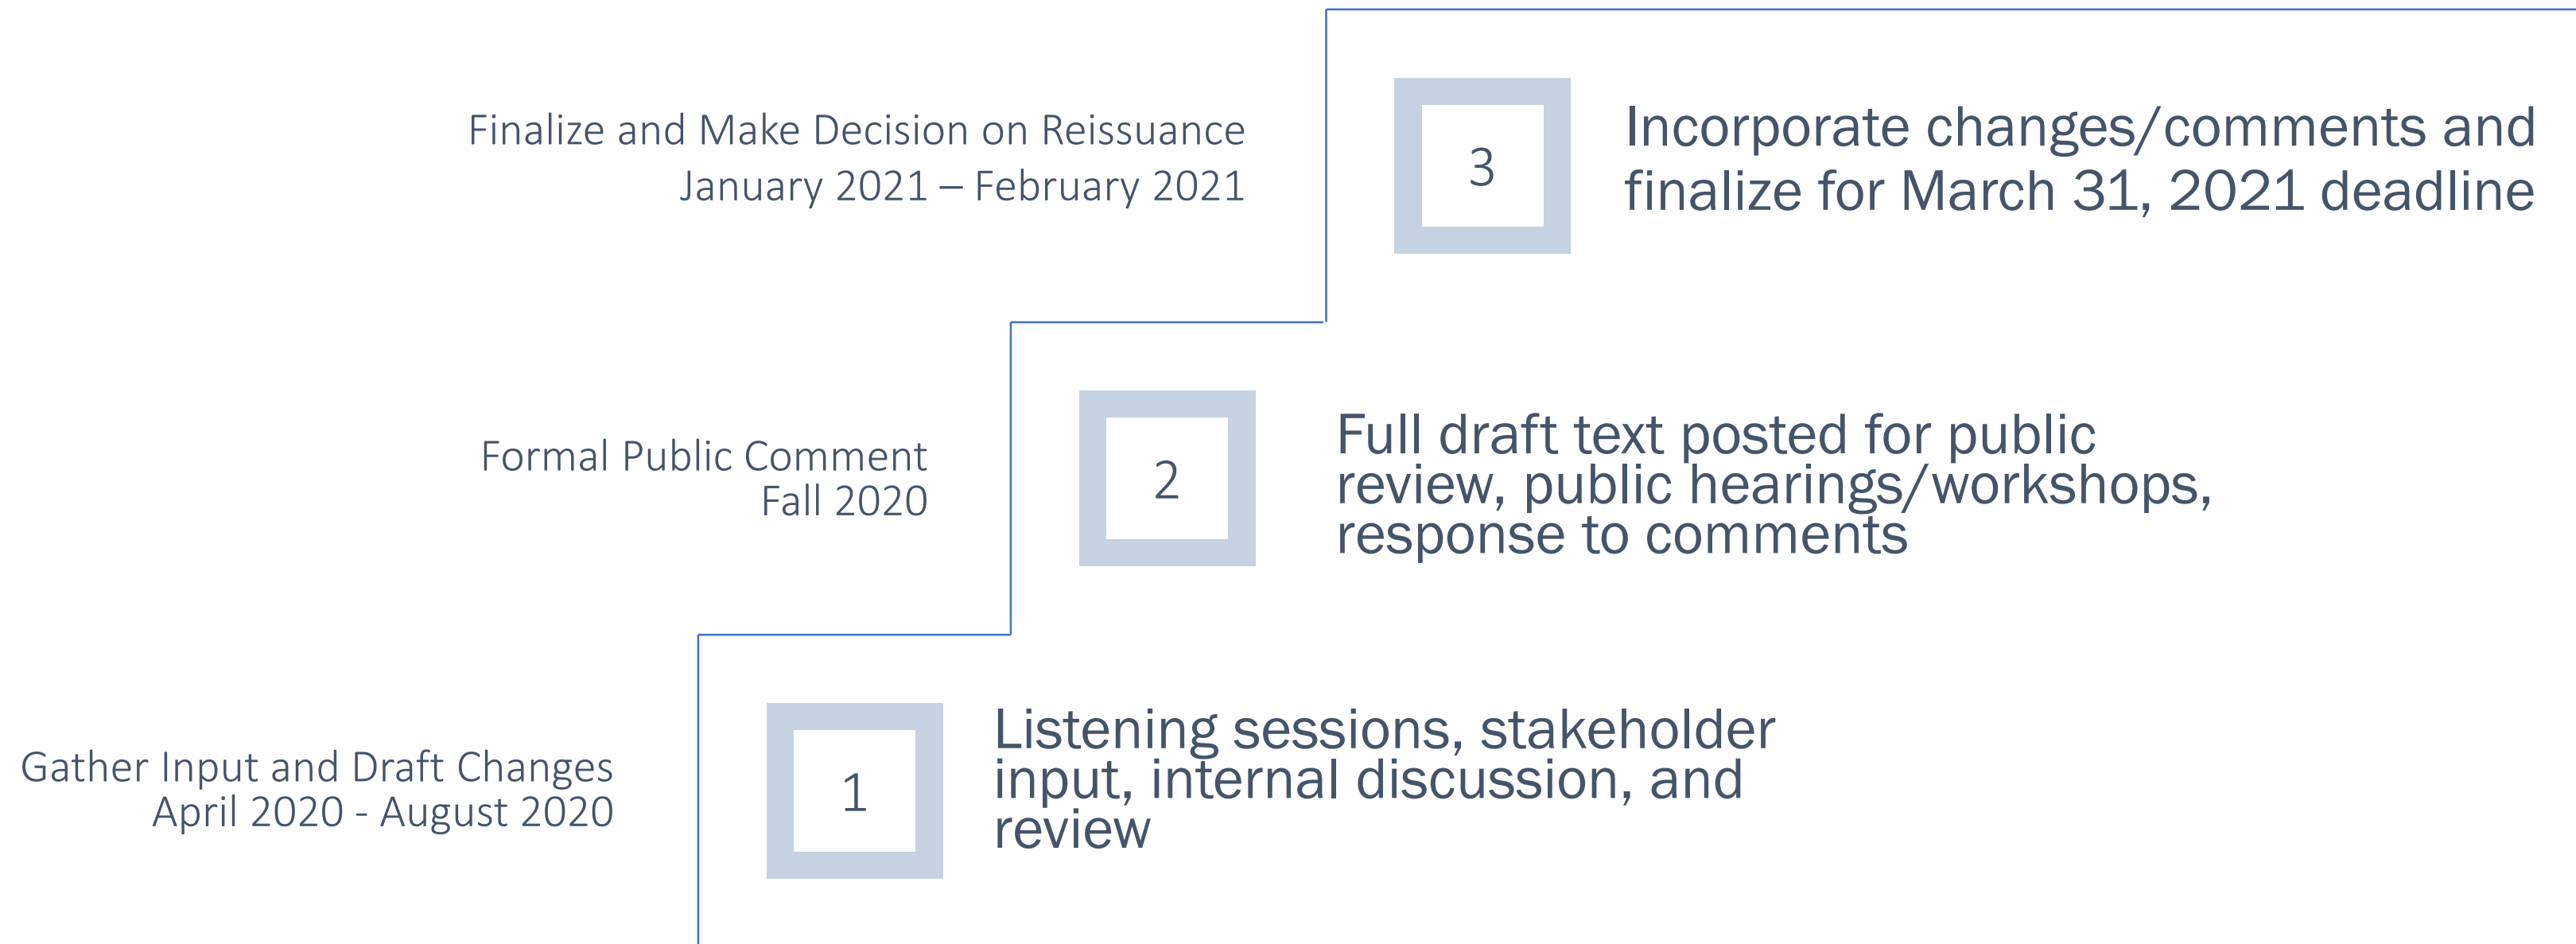 Finalize and Make Decision on Reissuance
January 2021 – February 2021
3
Incorporate changes/comments and
finalize for March 31, 2021 deadline
Formal Public Comment
Fall 2020
2
Full draft text posted for public
review, public hearings/workshops,
response to comments
Gather Input and Draft Changes
April 2020 - August 2020
1
Listening sessions, stakeholder
input, internal discussion, and
review